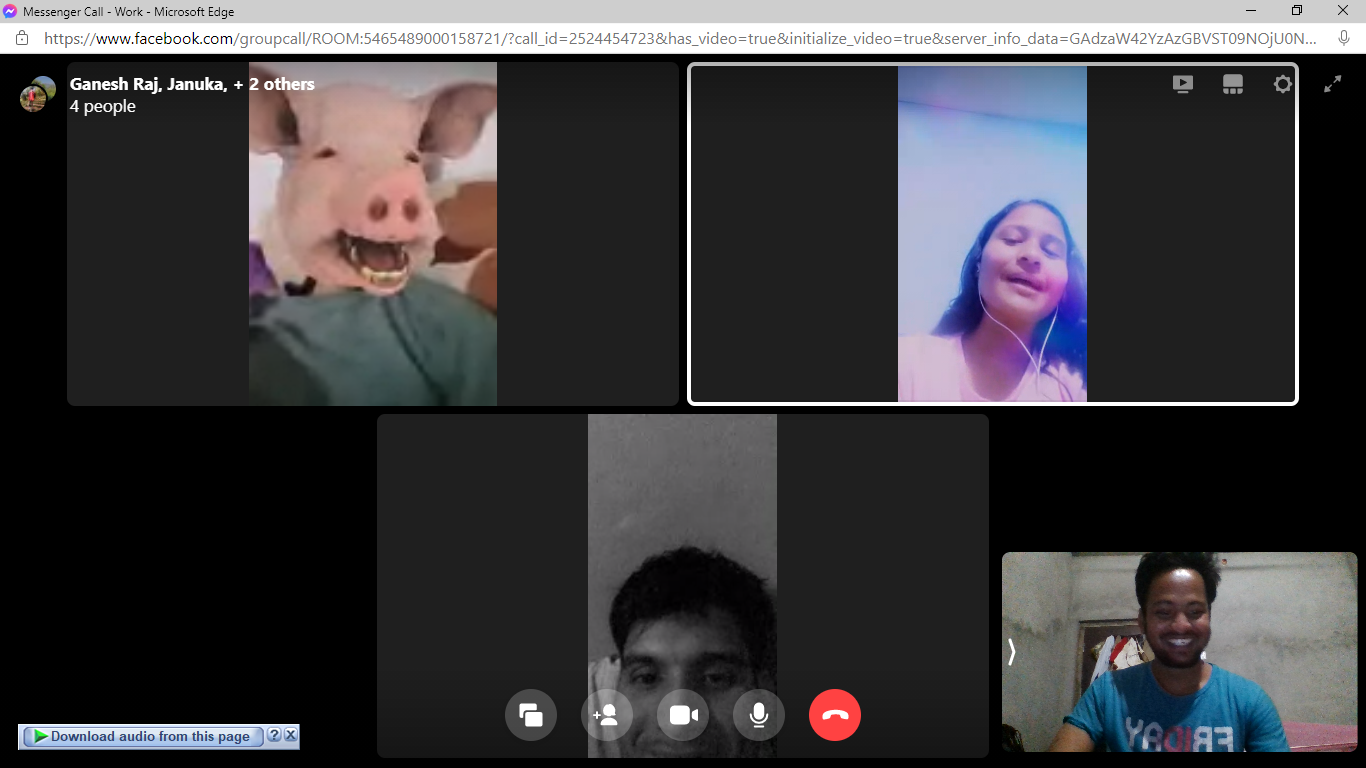 Messenger Call - Work - Microsoft Edge
https://www.facebook.com/groupcall/ROOM:5465489000158721/?call_id=2524454723&has_video=true&initialize_video=true&server_info_data=GAdzaW42YzAzGBVST09NOjU0N...
Ganesh Raj, Januka, + 2 others
4 people
FRIDAY
Download audio from this page